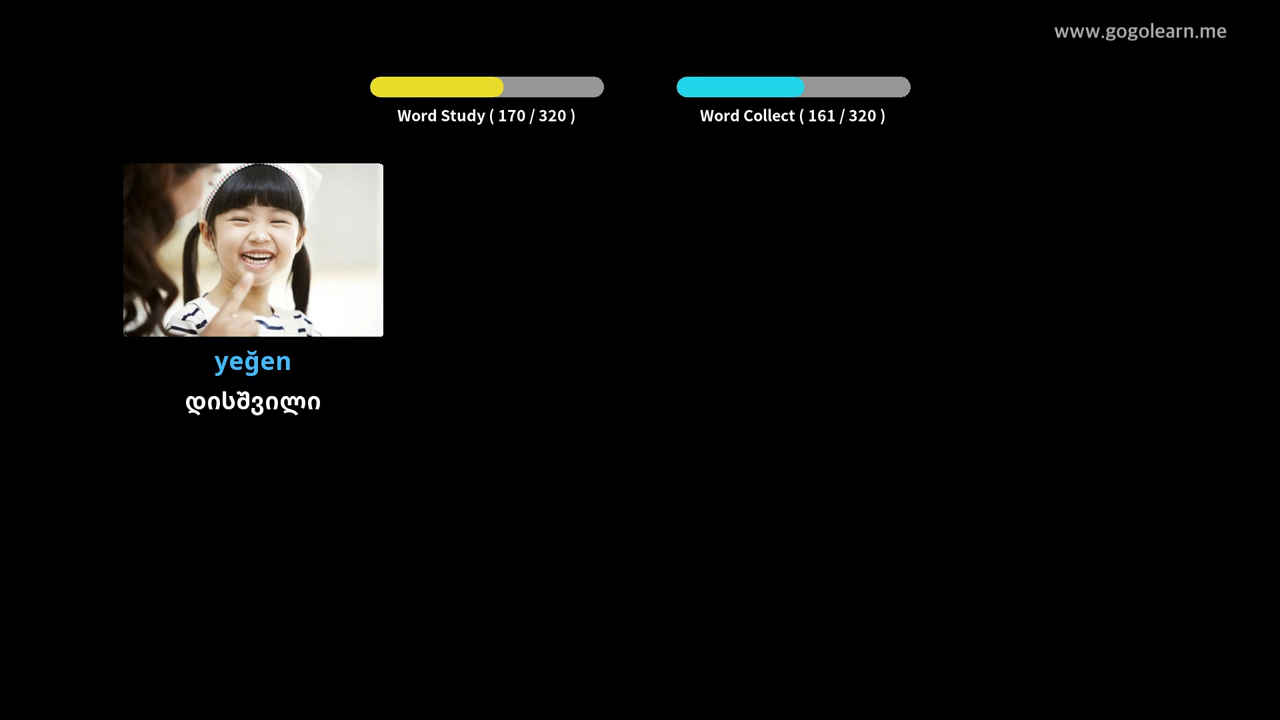 www.gogolearn.me
Word Study ( 170 / 320 )
Word Collect ( 161 / 320 )
yeğen
დისშვილი